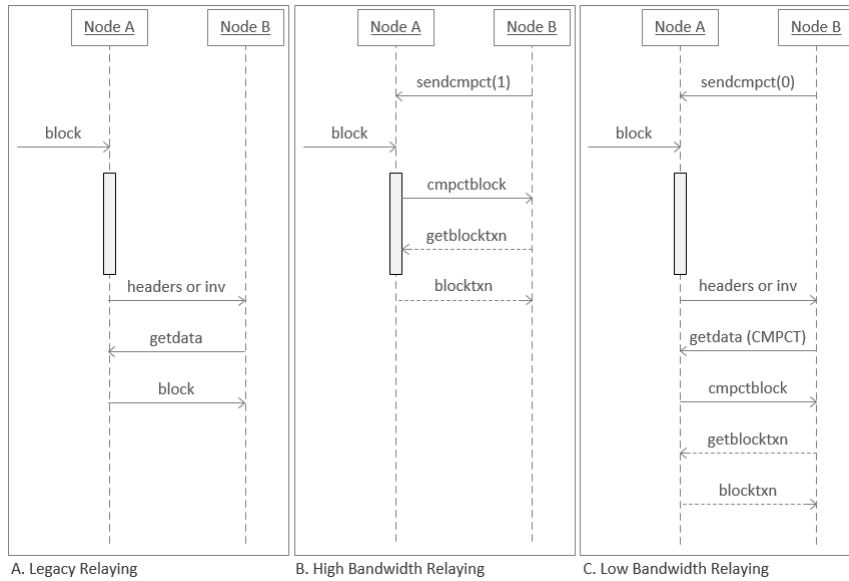 Node A
Node B
block
headers or inv
getdata
block
A. Legacy Relaying
Node A
Node B
sendcmpct(1)
block
cmpctblock
getblocktxn
blocktxn
B. High Bandwidth Relaying
Node A
Node B
sendcmpct(0)
block
headers or inv
getdata (CMPCT)
cmpctblock
getblocktxn
blocktxn
C. Low Bandwidth Relaying